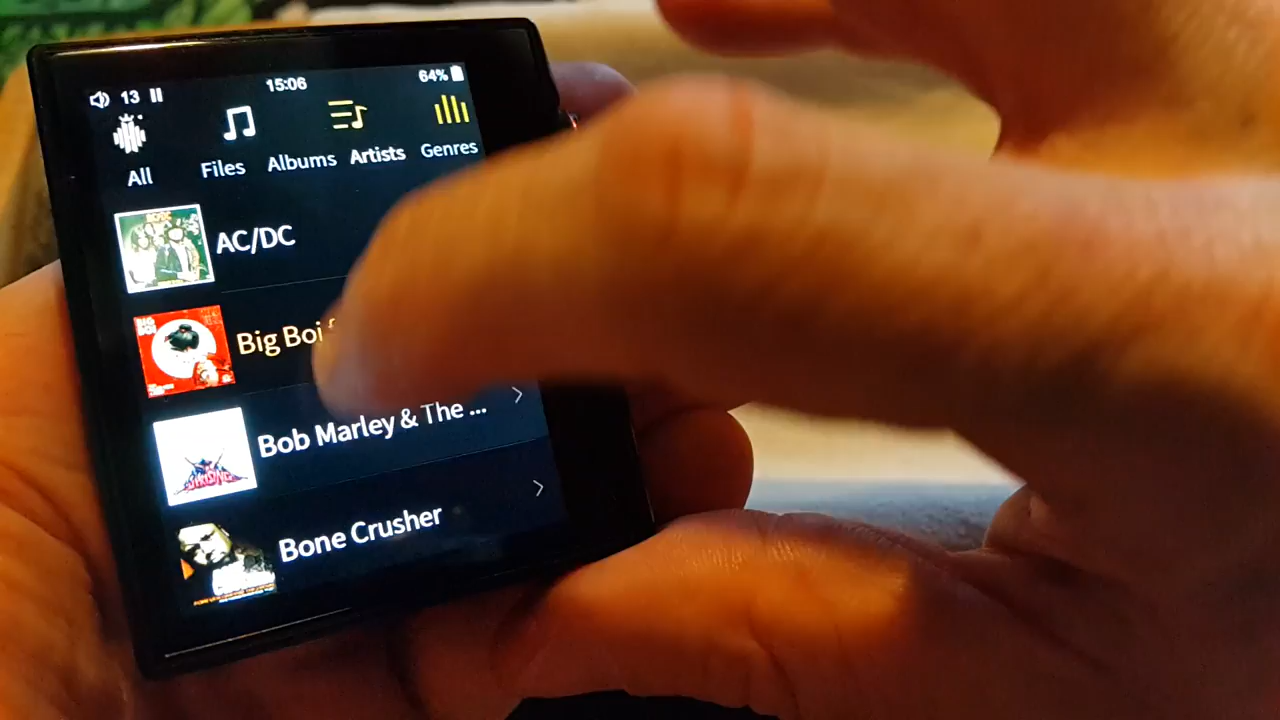 13 15:06 64%
All Files Albums Artists Genres
AC/DC
Big Boi
Bob Marley & The ...
Bone Crusher